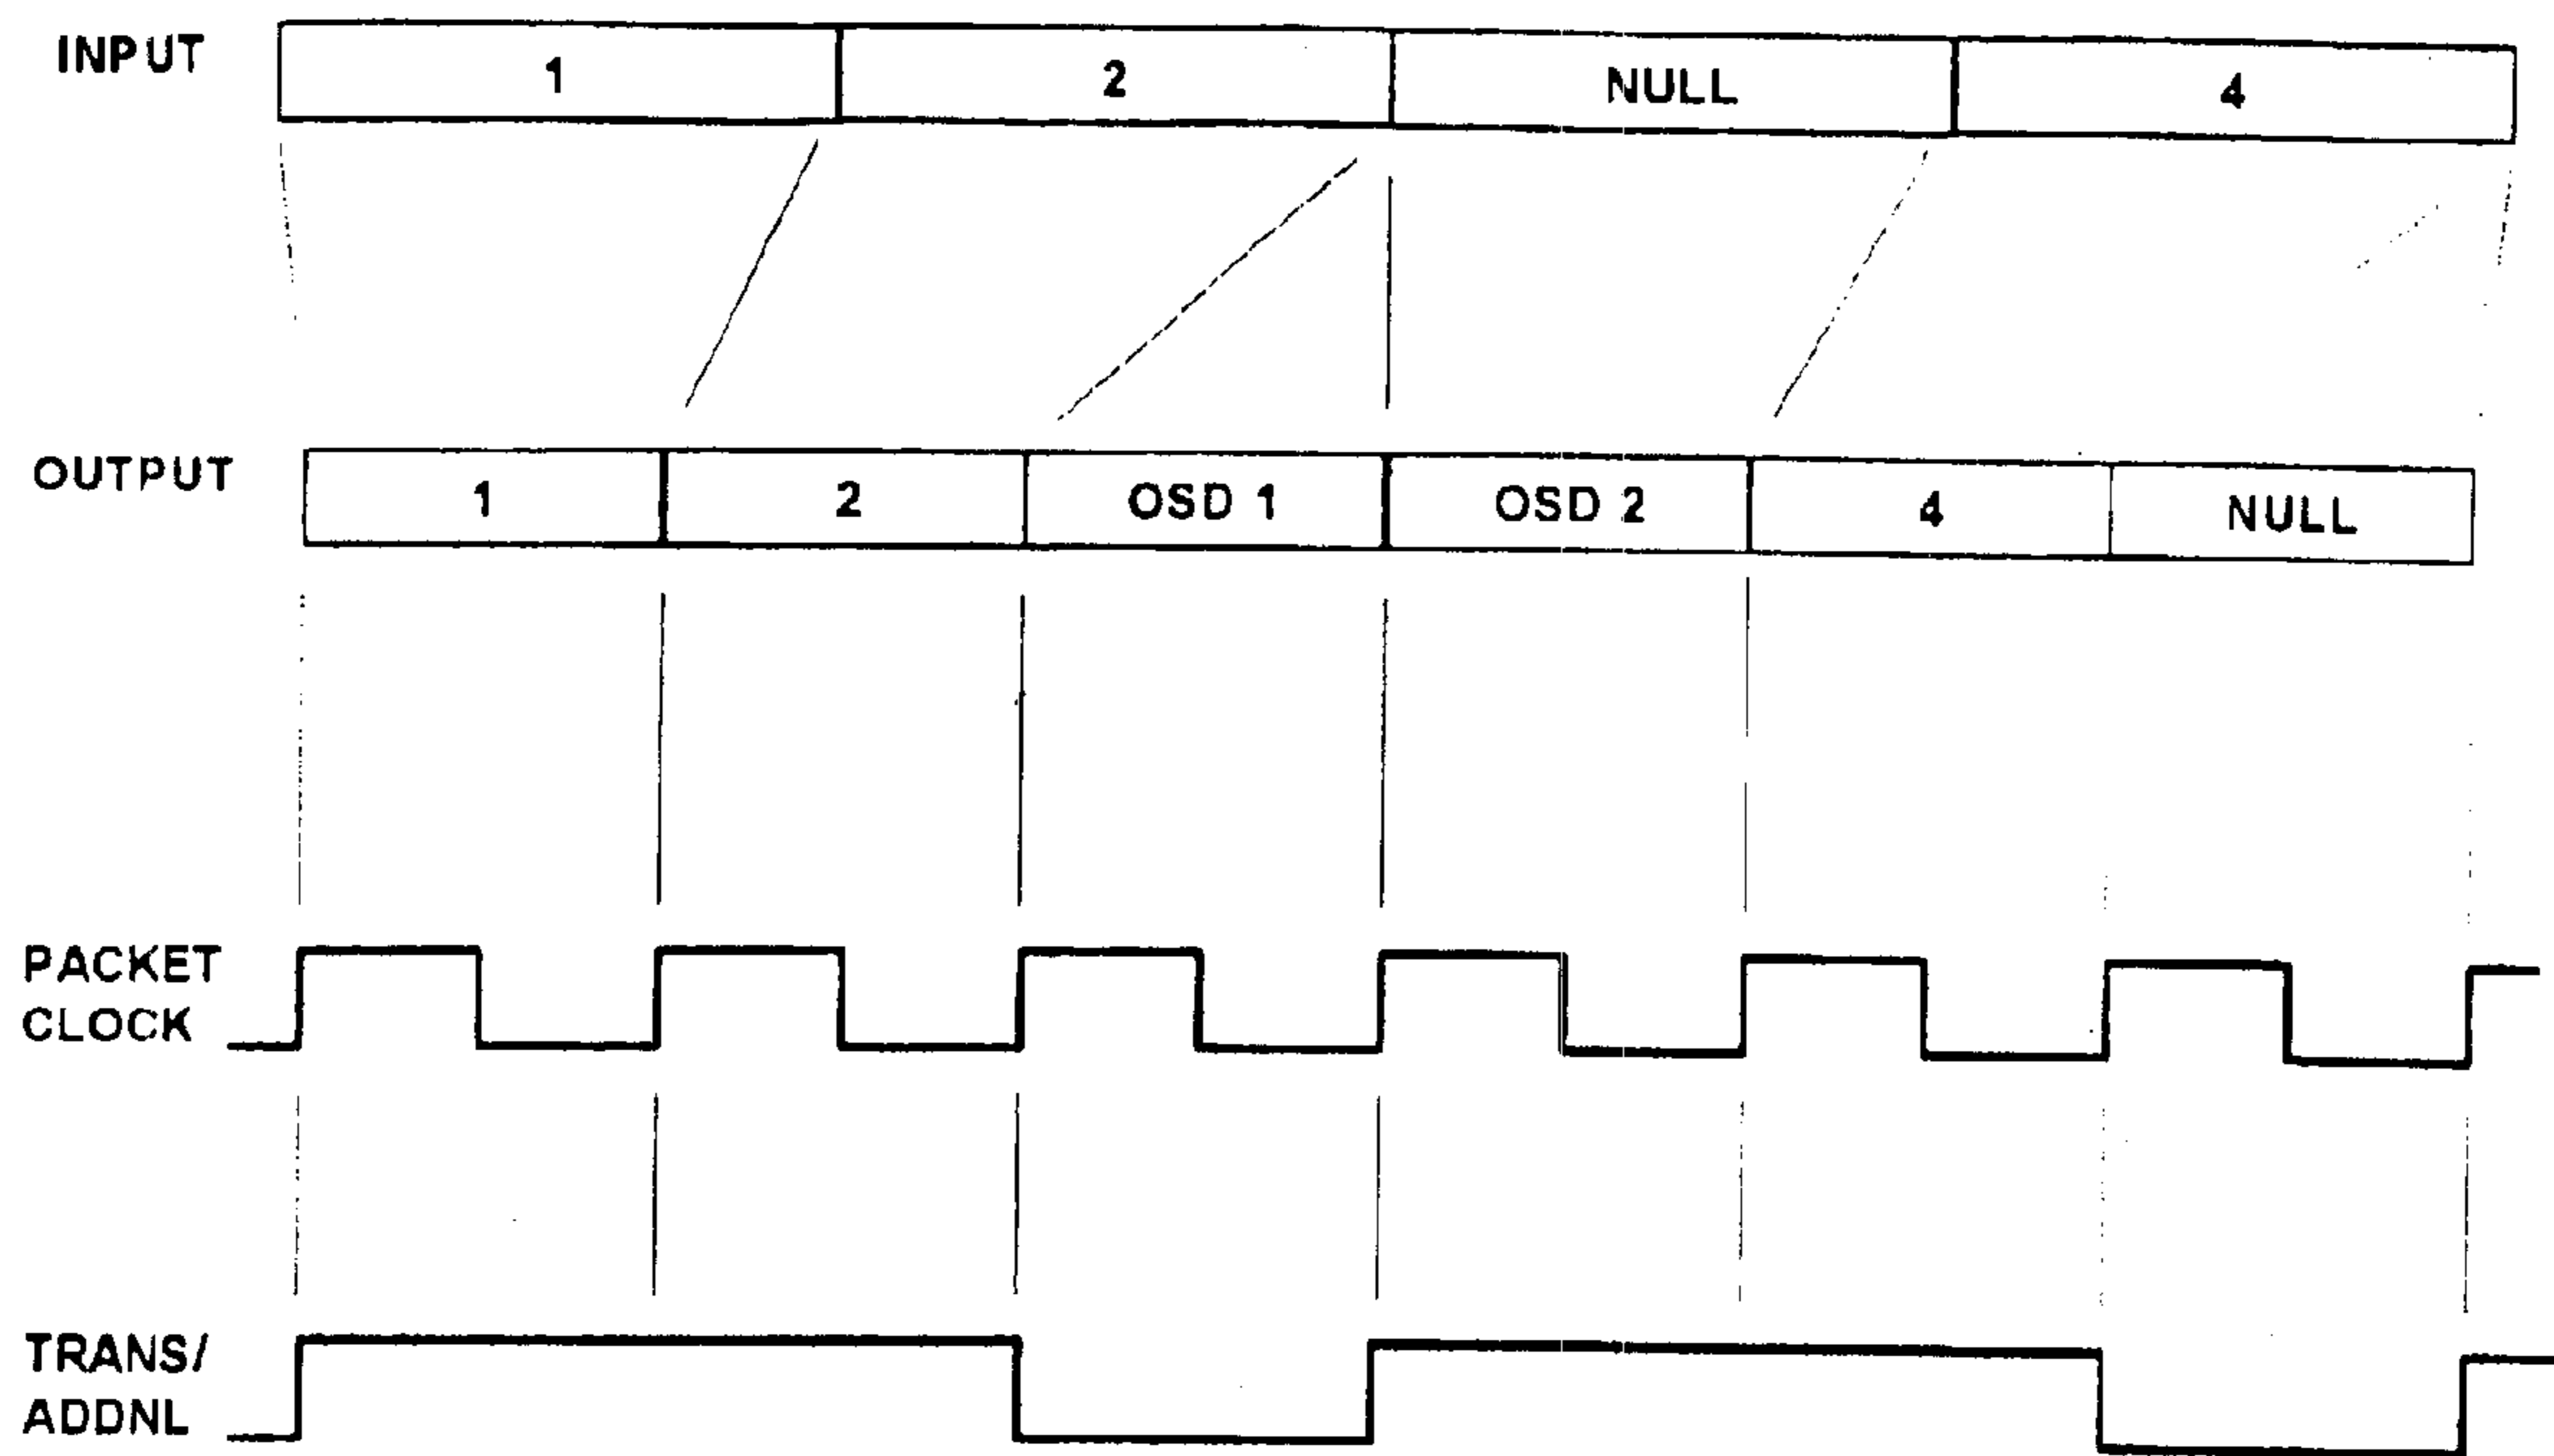 INPUT
1 2 NULL 4
OUTPUT
1 2 OSD 1 OSD 2 4 NULL
PACKET
CLOCK
TRANS/
ADDNL